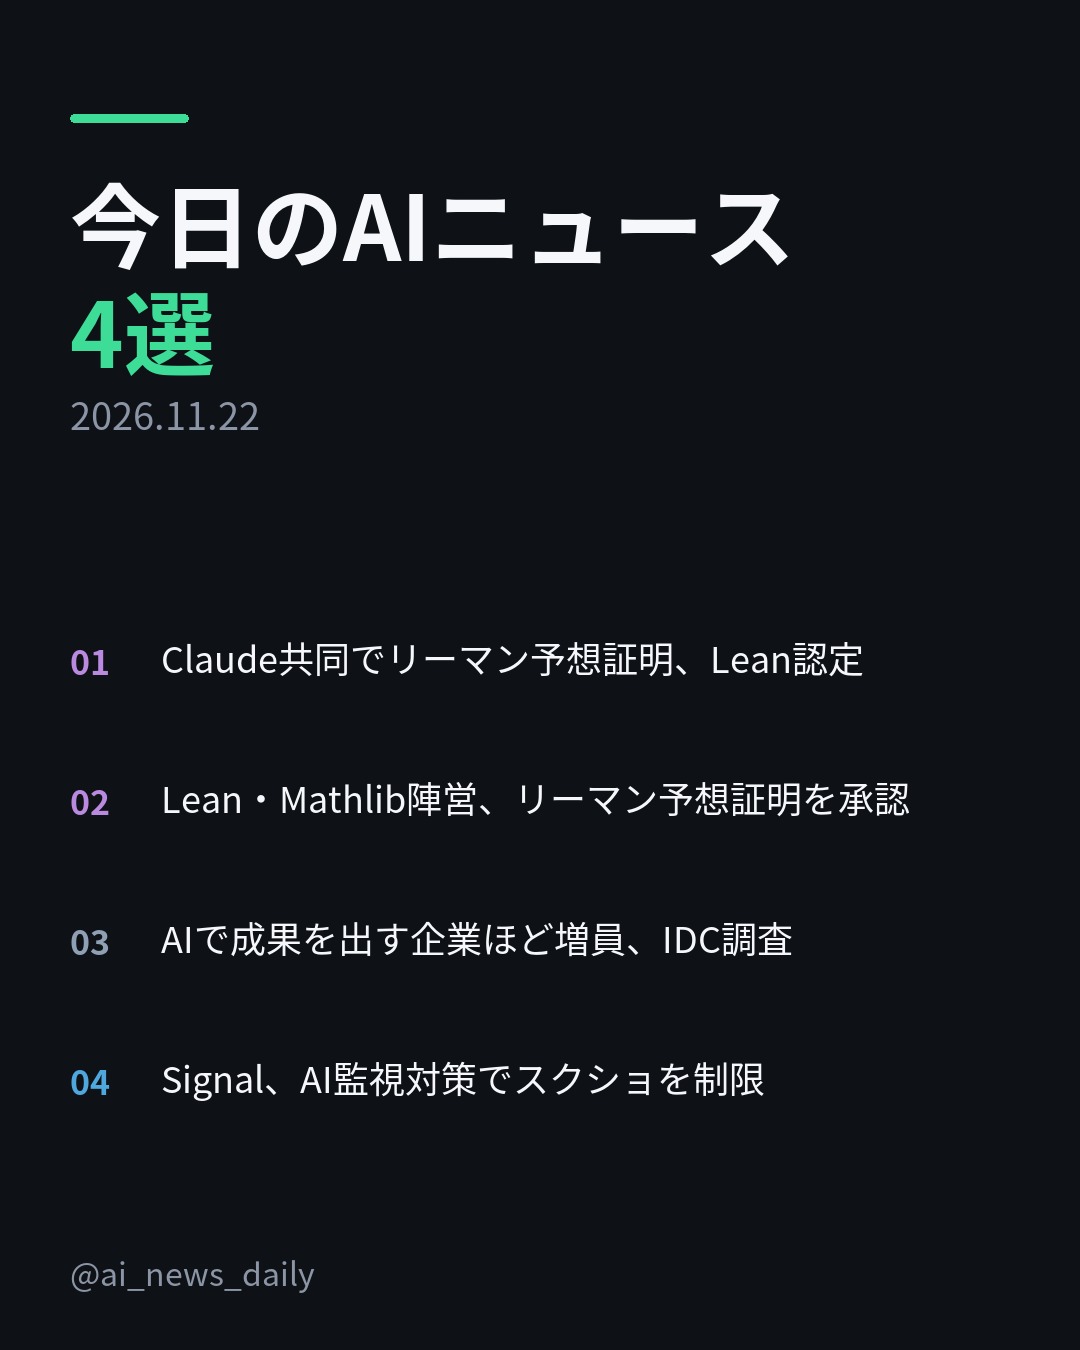 今日のAIニュース
4選
2026.11.22
01 Claude共同でリーマン予想証明、Lean認定
02 Lean・Mathlib陣営、リーマン予想証明を承認
03 AIで成果を出す企業ほど増員、IDC調査
04 Signal、AI監視対策でスクショを制限
@ai_news_daily